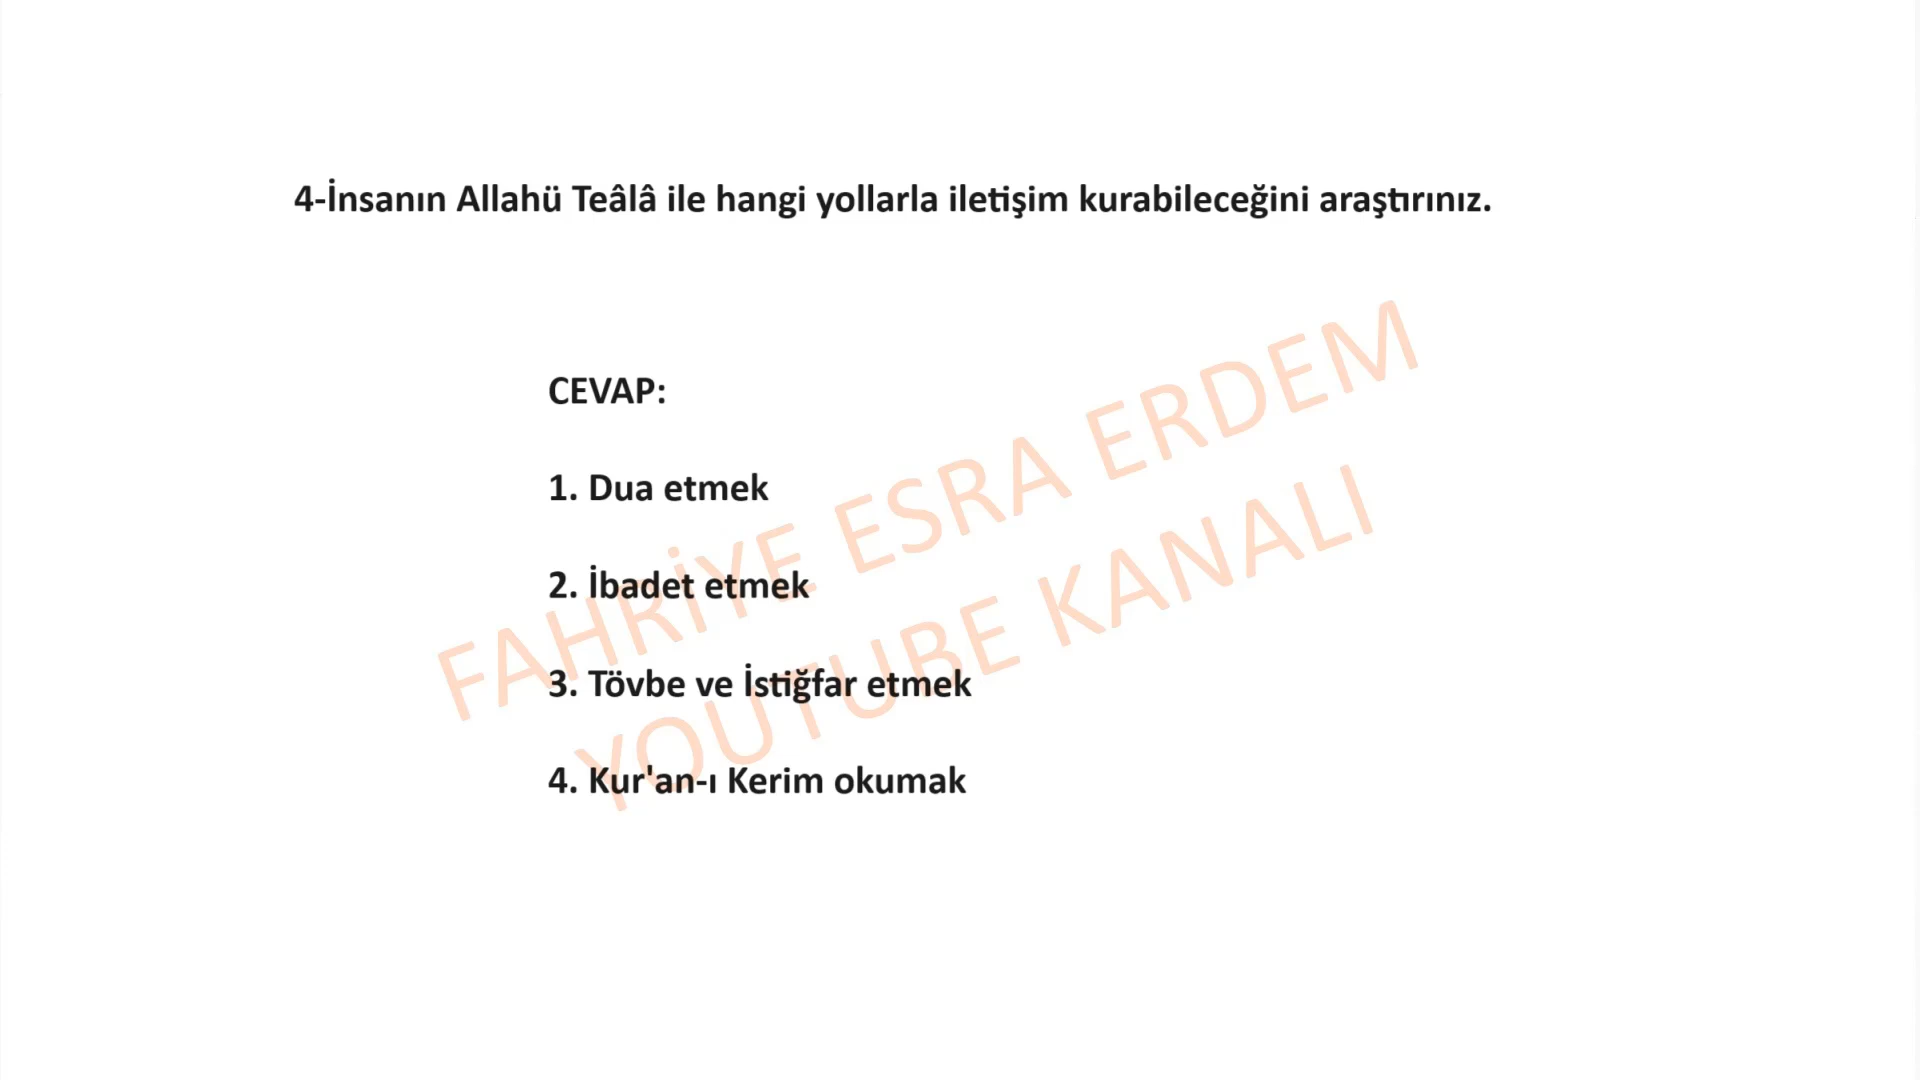 4-İnsanın Allahü Teâlâ ile hangi yollarla iletişim kurabileceğini araştırınız.
CEVAP:
1. Dua etmek
2. İbadet etmek
3. Tövbe ve İstiğfar etmek
4. Kur'an-ı Kerim okumak
FAHRİYE ESRA ERDEM
YOUTUBE KANALI